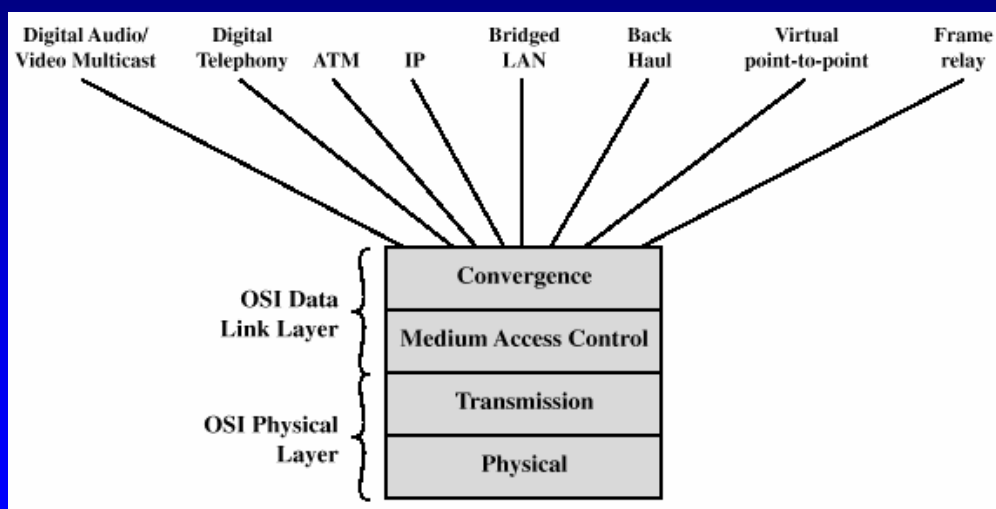 Digital Audio/
Video Multicast
Digital
Telephony
ATM
IP
Bridged
LAN
Back
Haul
Virtual
point-to-point
Frame
relay
OSI Data
Link Layer
Convergence
Medium Access Control
OSI Physical
Layer
Transmission
Physical